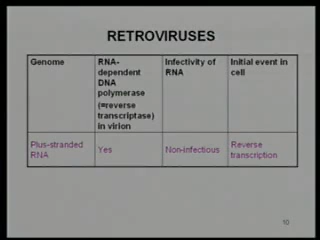 RETROVIRUSES
Genome
RNA-
dependent
DNA
polymerase
(=reverse
transcriptase)
in virion
Infectivity of
RNA
Initial event in
cell
Plus-stranded
RNA
Yes
Non-infectious
Reverse
transcription
10